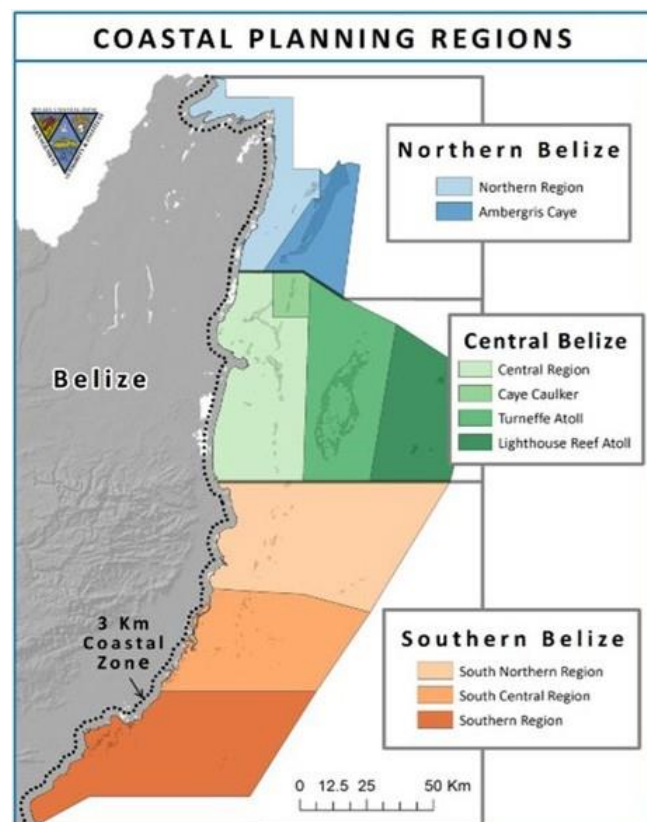 COASTAL PLANNING REGIONS
Northern Belize
Northern Region
Ambergris Caye
Central Belize
Central Region
Caye Caulker
Turneffe Atoll
Lighthouse Reef Atoll
Belize
3 Km
Coastal
Zone
Southern Belize
South Northern Region
South Central Region
Southern Region
0 12.5 25 50 Km